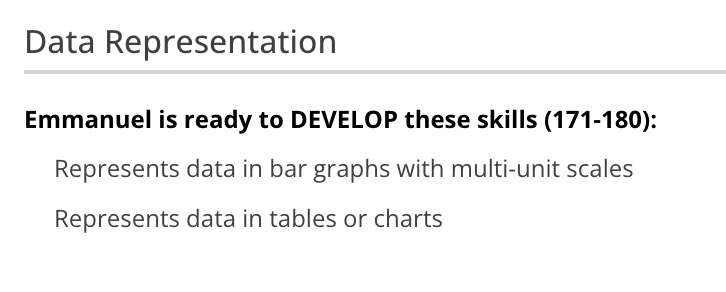 Data Representation
Emmanuel is ready to DEVELOP these skills (171-180):
Represents data in bar graphs with multi-unit scales
Represents data in tables or charts